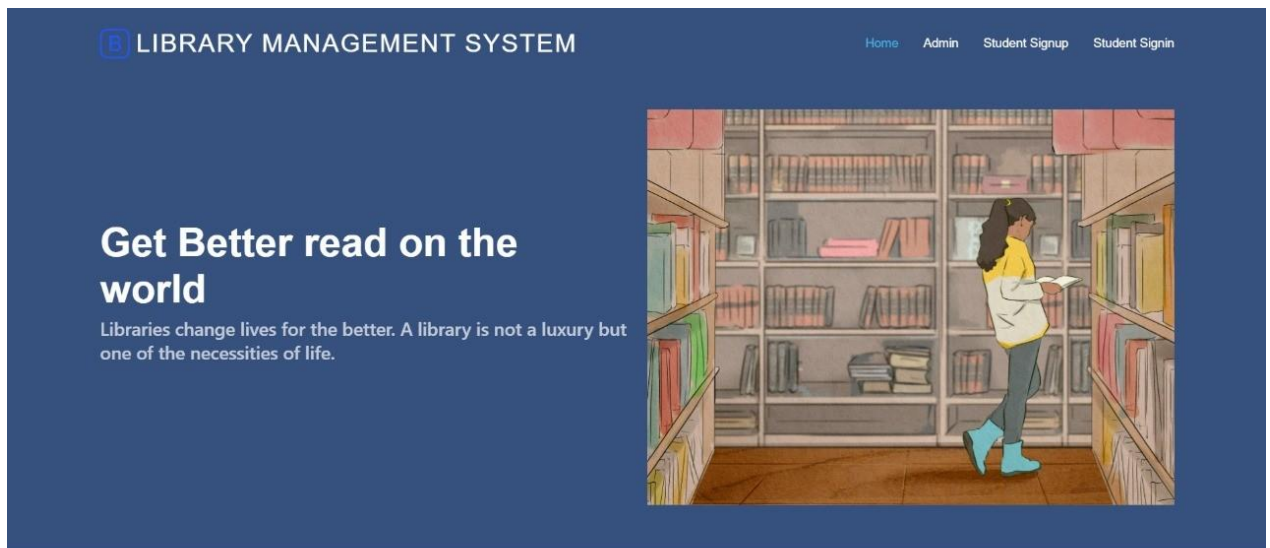 B LIBRARY MANAGEMENT SYSTEM
Home Admin Student Signup Student Signin
Get Better read on the
world
Libraries change lives for the better. A library is not a luxury but
one of the necessities of life.